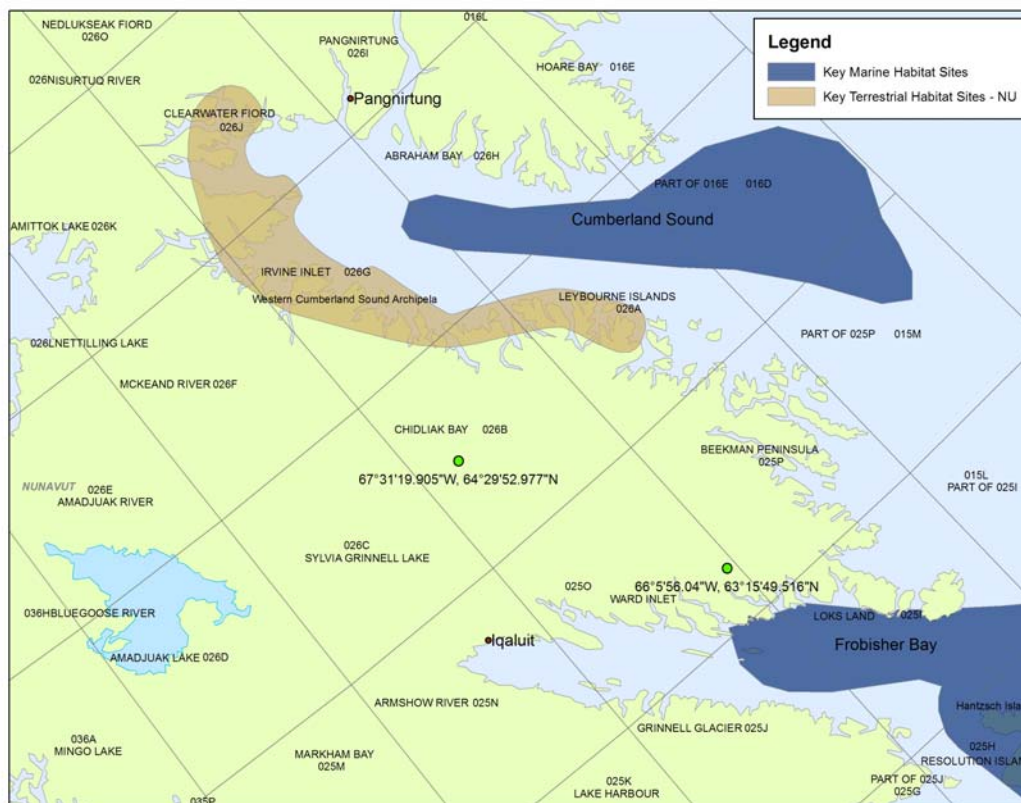 NEDLUKSEAK FIORD
026O
016L
PANGNIRTUNG
026I
HOARE BAY 016E
Legend
Key Marine Habitat Sites
Key Terrestrial Habitat Sites - NU
026NISURTUQ RIVER
Pangnirtung
CLEARWATER FIORD
026J
ABRAHAM BAY 026H
PART OF 016E 016D
Cumberland Sound
AMITTOK LAKE 026K
IRVINE INLET 026G
Western Cumberland Sound Archipela
LEYBOURNE ISLANDS
026A
PART OF 025P 015M
026LNETTILLING LAKE
MCKEAND RIVER 026F
CHIDLIAK BAY 026B
BEEKMAN PENINSULA
025P
67°31'19.905"W, 64°29'52.977"N
015L
PART OF 025I
NUNAVUT
026E
AMADJUAK RIVER
026C
SYLVIA GRINNELL LAKE
025O
66°5'56.04"W, 63°15'49.516"N
WARD INLET
036HBLUEGOOSE RIVER
LOKS LAND 025I
Iqaluit
Frobisher Bay
AMADJUAK LAKE 026D
ARMSHOW RIVER 025N
Hantzsch Islan
GRINNELL GLACIER 025J
036A
MINGO LAKE
MARKHAM BAY
025M
025H
RESOLUTION ISLAN
025K
LAKE HARBOUR
PART OF 025J
025G
035P